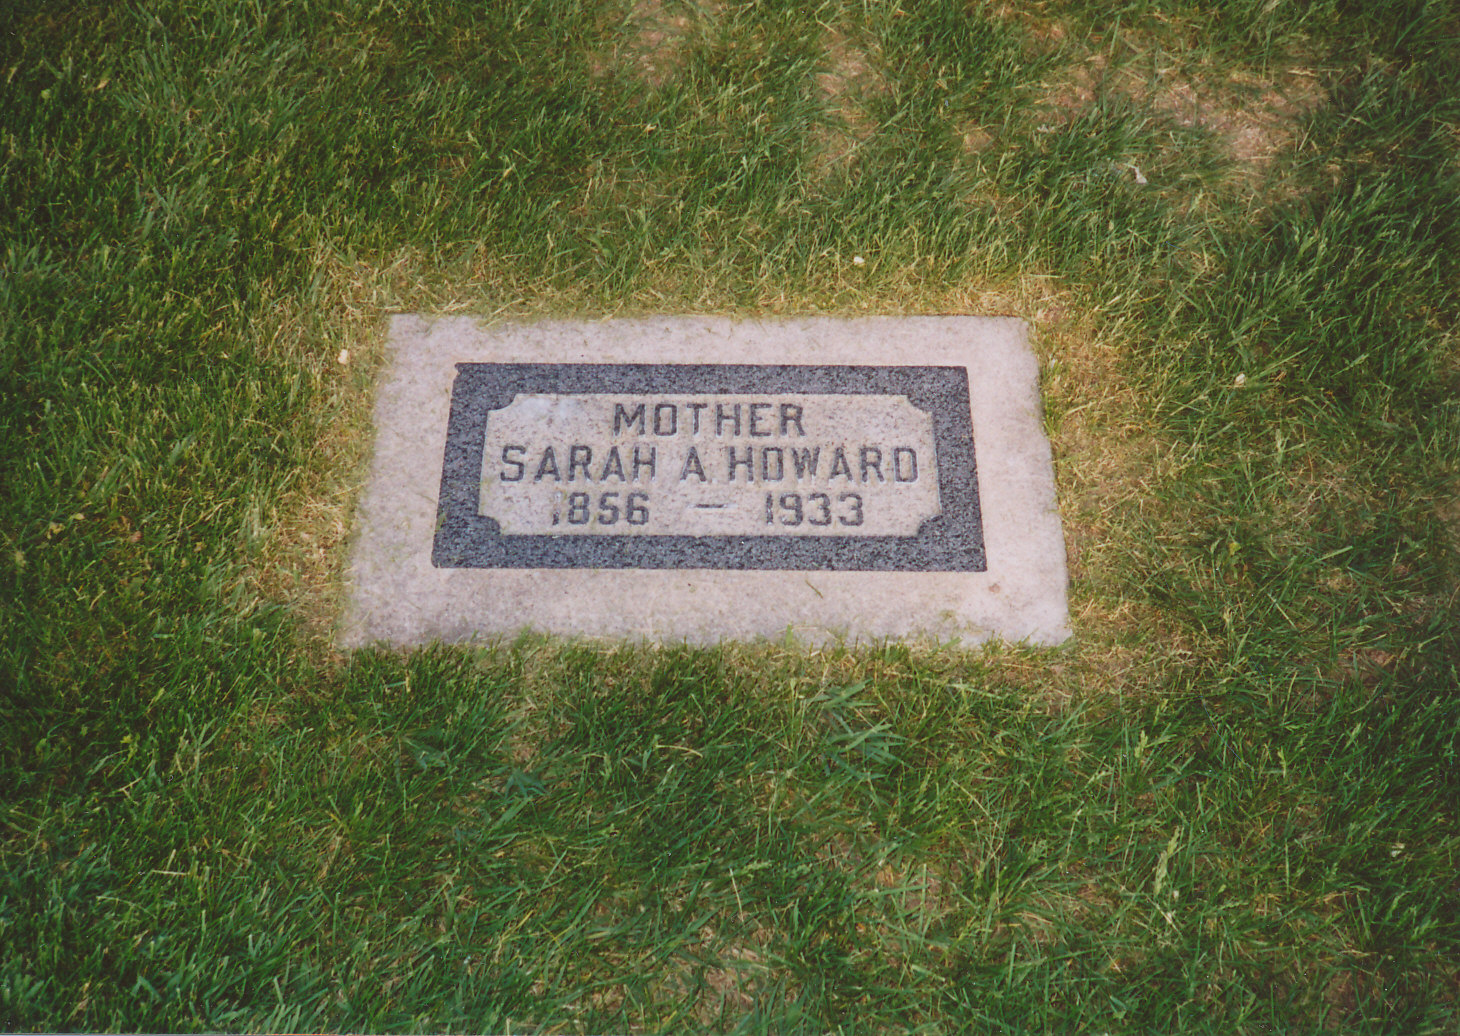 MOTHER
SARAH A. HOWARD
1856 — 1933